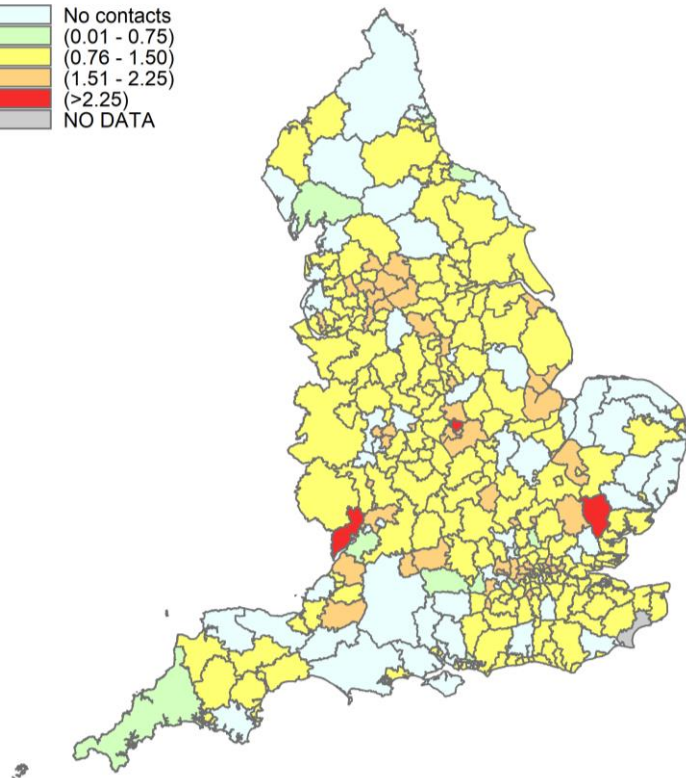 No contacts
(0.01 - 0.75)
(0.76 - 1.50)
(1.51 - 2.25)
(>2.25)
NO DATA